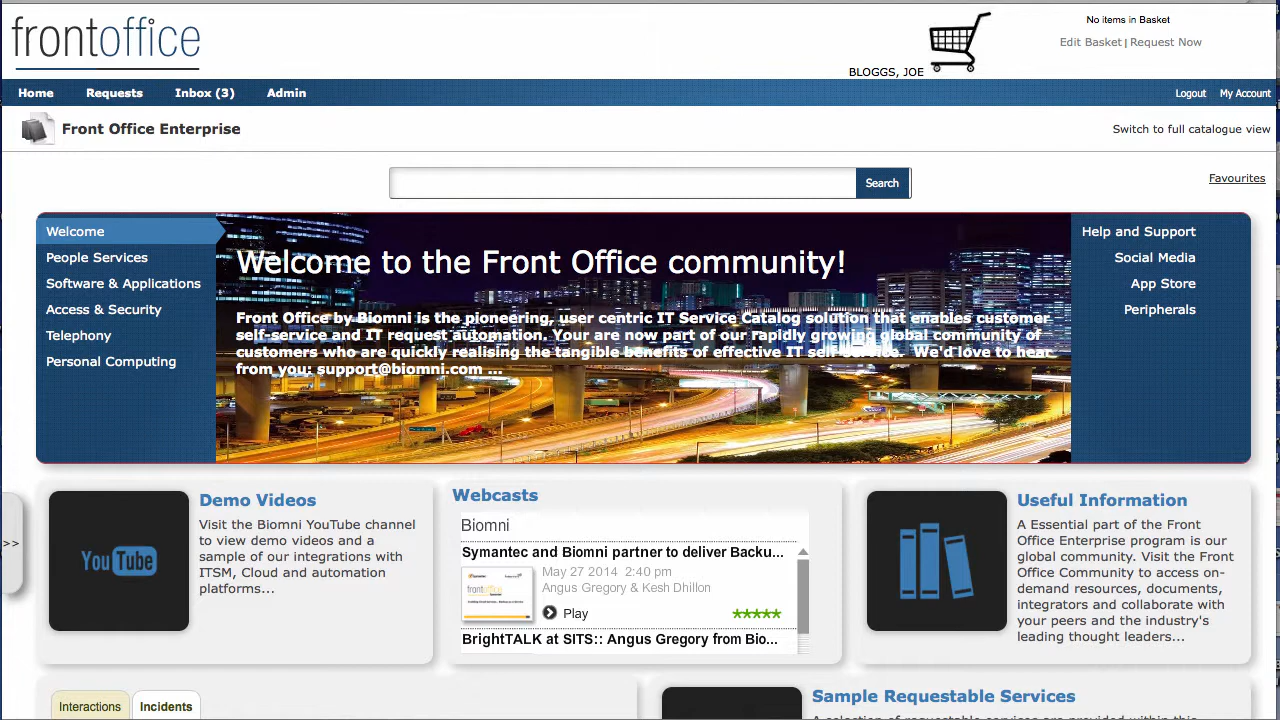 frontoffice
No items in Basket
Edit Basket | Request Now
BLOGGS, JOE
Home Requests Inbox (3) Admin
Logout My Account
Front Office Enterprise
Switch to full catalogue view
Search
Favourites
Welcome
People Services
Software & Applications
Access & Security
Telephony
Personal Computing
Welcome to the Front Office community!
Front Office by Biomni is the pioneering, user centric IT Service Catalog solution that enables customer
self-service and IT request automation. You are now part of our rapidly growing global community of
customers who are quickly realising the tangible benefits of effective IT self-service. We'd love to hear
from you: support@biomni.com ...
Help and Support
Social Media
App Store
Peripherals
>>
YouTube
Demo Videos
Visit the Biomni YouTube channel
to view demo videos and a
sample of our integrations with
ITSM, Cloud and automation
platforms...
Webcasts
Biomni
Symantec and Biomni partner to deliver Backu...
May 27 2014 2:40 pm
Angus Gregory & Kesh Dhillon
Play
BrightTALK at SITS:: Angus Gregory from Bio...
Useful Information
A Essential part of the Front
Office Enterprise program is our
global community. Visit the Front
Office Community to access on-
demand resources, documents,
integrators and collaborate with
your peers and the industry's
leading thought leaders...
Interactions Incidents
Sample Requestable Services
A selection of requestable services are provided within this